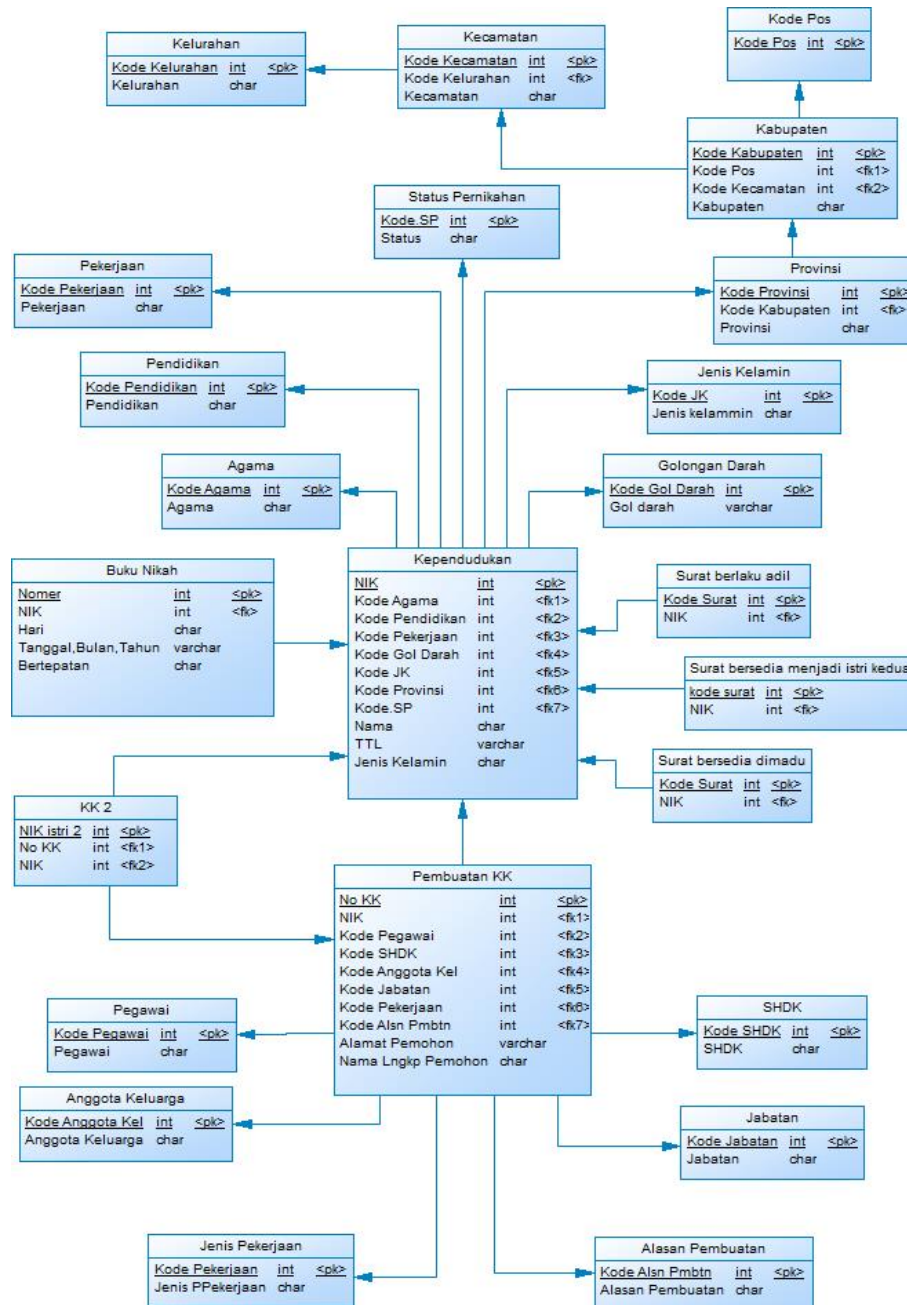 Kode Pos
Kode Pos int <pk>
Kelurahan
Kode Kelurahan int <pk>
Kelurahan char
Kecamatan
Kode Kecamatan int <pk>
Kode Kelurahan int <fk>
Kecamatan char
Kabupaten
Kode Kabupaten int <pk>
Kode Pos int <fk1>
Kode Kecamatan int <fk2>
Kabupaten char
Status Pernikahan
Kode.SP int <pk>
Status char
Pekerjaan
Kode Pekerjaan int <pk>
Pekerjaan char
Provinsi
Kode Provinsi int <pk>
Kode Kabupaten int <fk>
Provinsi char
Pendidikan
Kode Pendidikan int <pk>
Pendidikan char
Jenis Kelamin
Kode JK int <pk>
Jenis kelammin char
Agama
Kode Agama int <pk>
Agama char
Golongan Darah
Kode Gol Darah int <pk>
Gol darah varchar
Buku Nikah
Nomer int <pk>
NIK int <fk>
Hari char
Tanggal,Bulan,Tahun varchar
Bertepatan char
Kependudukan
NIK int <pk>
Kode Agama int <fk1>
Kode Pendidikan int <fk2>
Kode Pekerjaan int <fk3>
Kode Gol Darah int <fk4>
Kode JK int <fk5>
Kode Provinsi int <fk6>
Kode.SP int <fk7>
Nama char
TTL varchar
Jenis Kelamin char
Surat berlaku adil
Kode Surat int <pk>
NIK int <fk>
Surat bersedia menjadi istri kedua
kode surat int <pk>
NIK int <fk>
Surat bersedia dimadu
Kode Surat int <pk>
NIK int <fk>
KK 2
NIK istri 2 int <pk>
No KK int <fk1>
NIK int <fk2>
Pembuatan KK
No KK int <pk>
NIK int <fk1>
Kode Pegawai int <fk2>
Kode SHDK int <fk3>
Kode Anggota Kel int <fk4>
Kode Jabatan int <fk5>
Kode Pekerjaan int <fk6>
Kode Alsn Pmbtn int <fk7>
Alamat Pemohon varchar
Nama Lngkp Pemohon char
Pegawai
Kode Pegawai int <pk>
Pegawai char
SHDK
Kode SHDK int <pk>
SHDK char
Anggota Keluarga
Kode Anggota Kel int <pk>
Anggota Keluarga char
Jabatan
Kode Jabatan int <pk>
Jabatan char
Jenis Pekerjaan
Kode Pekerjaan int <pk>
Jenis PPekerjaan char
Alasan Pembuatan
Kode Alsn Pmbtn int <pk>
Alasan Pembuatan char